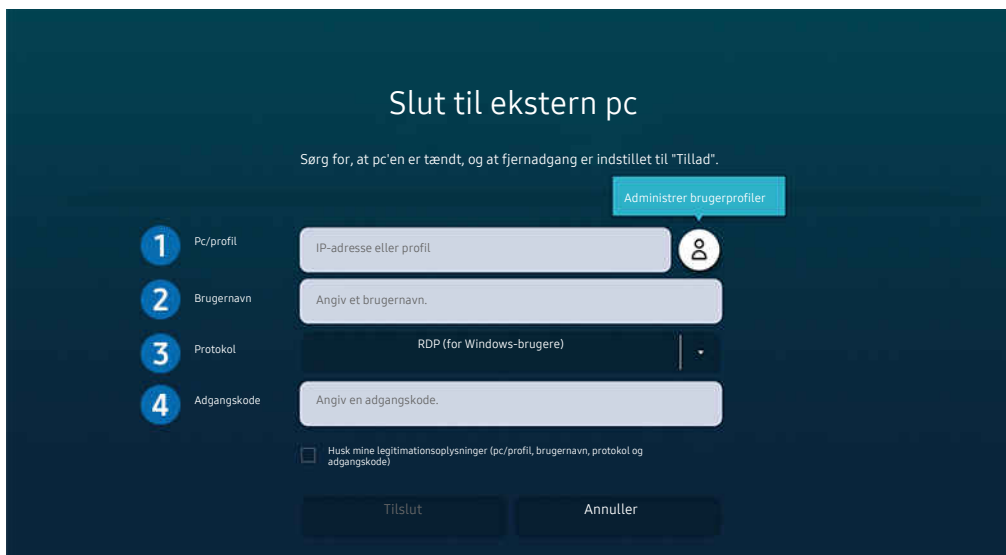 Slut til ekstern pc
Sørg for, at pc'en er tændt, og at fjernadgang er indstillet til "Tillad".
Administrer brugerprofiler
1 Pc/profil IP-adresse eller profil
2 Brugernavn Angiv et brugernavn.
3 Protokol RDP (for Windows-brugere)
4 Adgangskode Angiv en adgangskode.
Husk mine legitimationsoplysninger (pc/profil, brugernavn, protokol og
adgangskode)
Tilslut Annuller